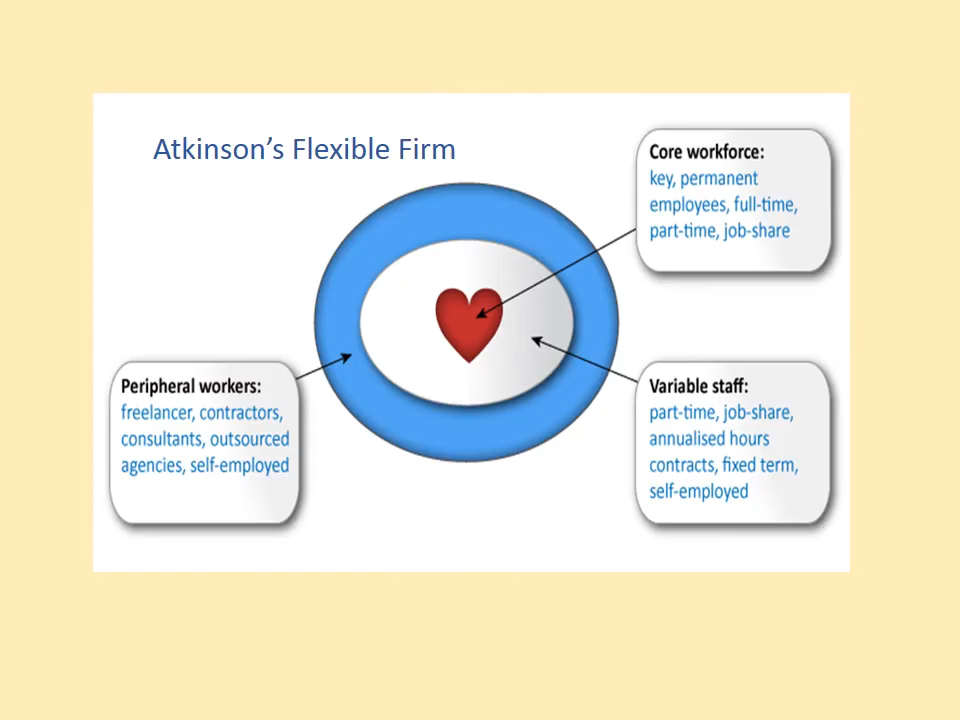 Atkinson’s Flexible Firm
Core workforce:
key, permanent
employees, full-time,
part-time, job-share
Peripheral workers:
freelancer, contractors,
consultants, outsourced
agencies, self-employed
Variable staff:
part-time, job-share,
annualised hours
contracts, fixed term,
self-employed